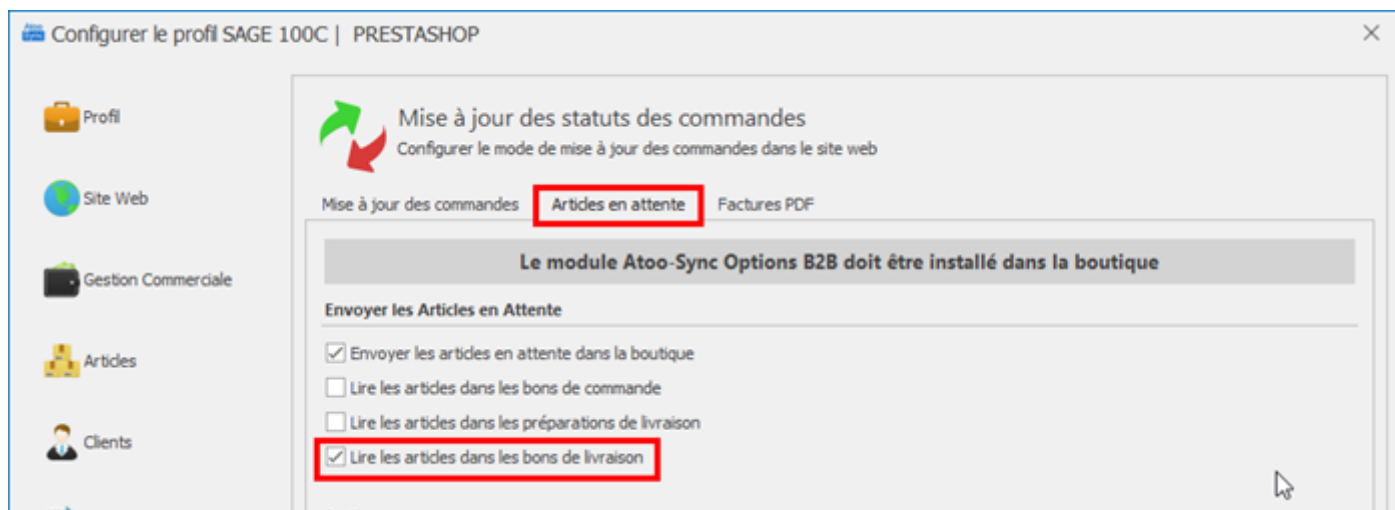 Configurer le profil SAGE 100C | PRESTASHOP
Profil
Site Web
Gestion Commerciale
Articles
Clients
Mise à jour des statuts des commandes
Configurer le mode de mise à jour des commandes dans le site web
Mise à jour des commandes Articles en attente Factures PDF
Le module Atoo-Sync Options B2B doit être installé dans la boutique
Envoyer les Articles en Attente
Envoyer les articles en attente dans la boutique
Lire les articles dans les bons de commande
Lire les articles dans les préparations de livraison
Lire les articles dans les bons de livraison